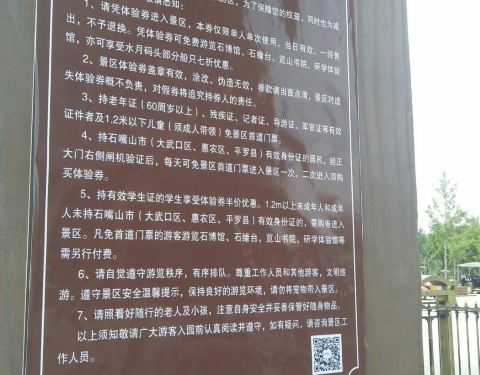 敬请悉知：
区，为了保障您的权益，同时也为减
1、请凭体验券进入景区，本券仅限单人单次使用，当日有效，一经售
出，不予退换。凭体验券可免费游览石博馆、石缘台、览山书院、研学体验
馆，亦可享受水月码头部分船只七折优惠。
2、景区体验券盖章有效，涂改、伪造无效，券款请当面点清，景区对遗
失体验券概不负责，对假券将追究持券人的责任。
3、持老年证（60周岁以上）、残疾证、记者证、导游证、军官证等有效
证件者及1.2米以下儿童（须成人带领）免景区首道门票。
4、持石嘴山市（大武口区、惠农区、平罗县）有效身份证的居民，经正
大门右侧闸机验证后，每天可免景区首道门票进入景区一次，二次进入须购
买体验券。
5、持有效学生证的学生享受体验券半价优惠。1.2m以上未成年人和成年
人未持石嘴山市（大武口区、惠农区、平罗县）有效身份证的，需购券进入
景区。凡免首道门票的游客游览石博馆、石缘台、览山书院、研学体验馆等
需另行付费。
6、请自觉遵守游览秩序，有序排队，尊重工作人员和其他游客，文明旅
游。遵守景区安全温馨提示，保持良好的游览环境，请勿将宠物带入景区。
7、请照看好随行的老人及小孩，注意自身安全并妥善保管好随身物品。
以上须知敬请广大游客入园前认真阅读并遵守，如有疑问，请咨询景区工
作人员。